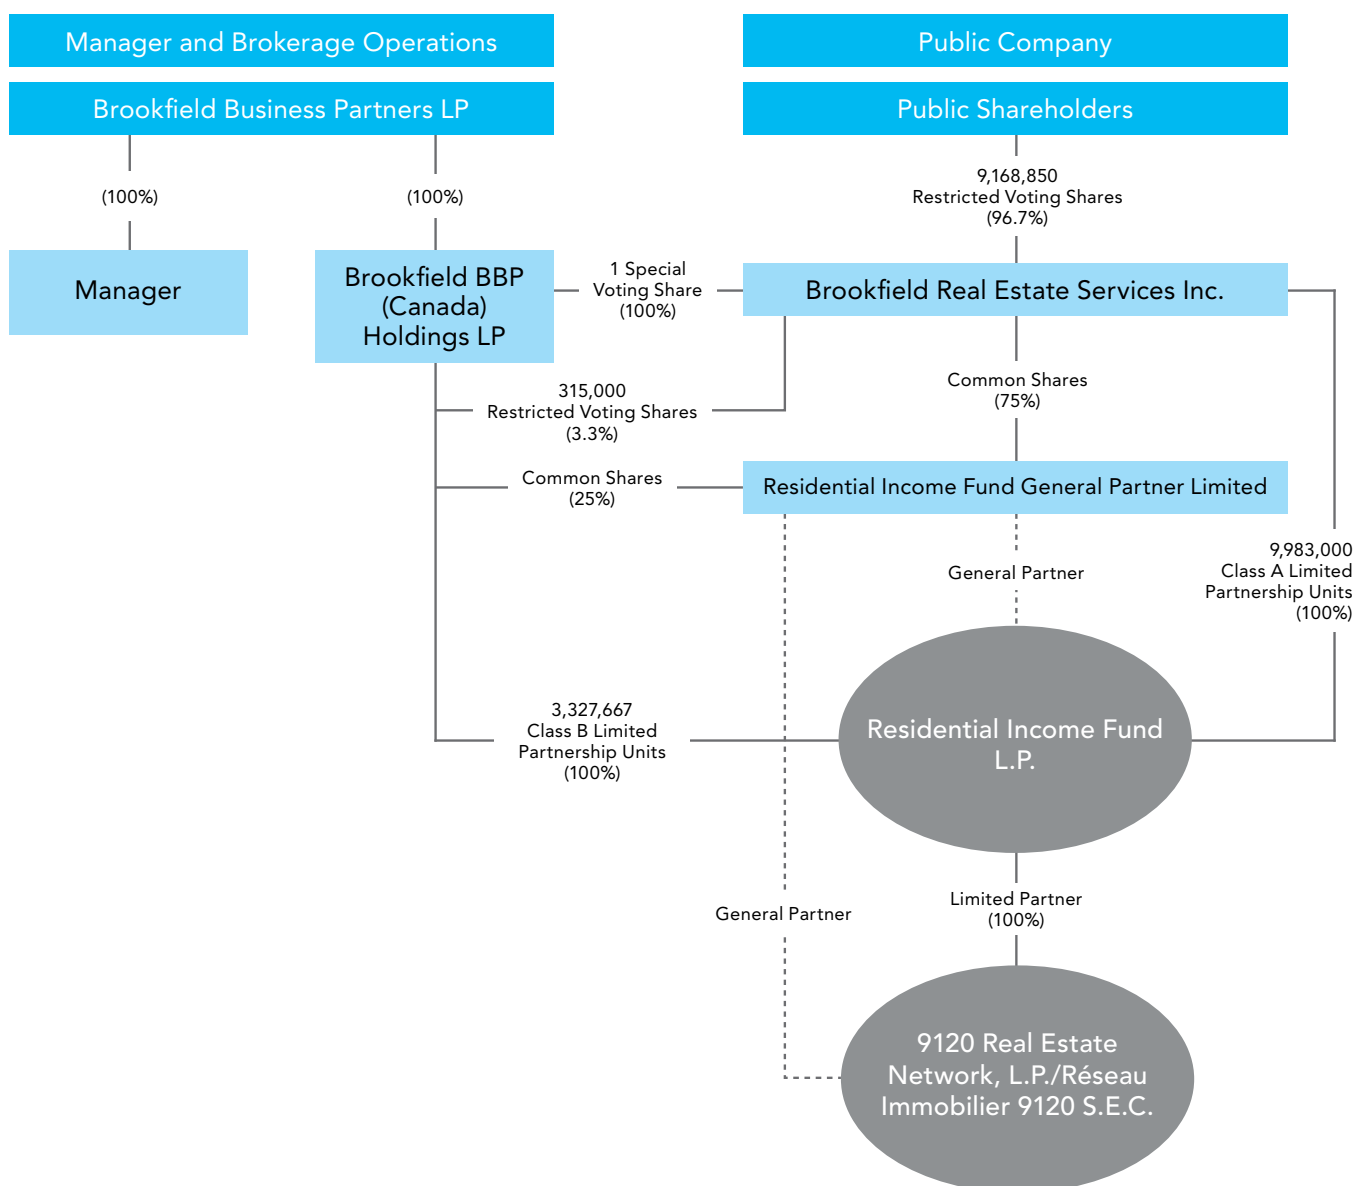 Manager and Brokerage Operations
Public Company
Brookfield Business Partners LP
Public Shareholders
(100%)
(100%)
9,168,850
Restricted Voting Shares
(96.7%)
Manager
Brookfield BBP
(Canada)
Holdings LP
1 Special
Voting Share
(100%)
Brookfield Real Estate Services Inc.
315,000
Restricted Voting Shares
(3.3%)
Common Shares
(75%)
Common Shares
(25%)
Residential Income Fund General Partner Limited
General Partner
9,983,000
Class A Limited
Partnership Units
(100%)
3,327,667
Class B Limited
Partnership Units
(100%)
Residential Income Fund
L.P.
General Partner
Limited Partner
(100%)
9120 Real Estate
Network, L.P./Réseau
Immobilier 9120 S.E.C.